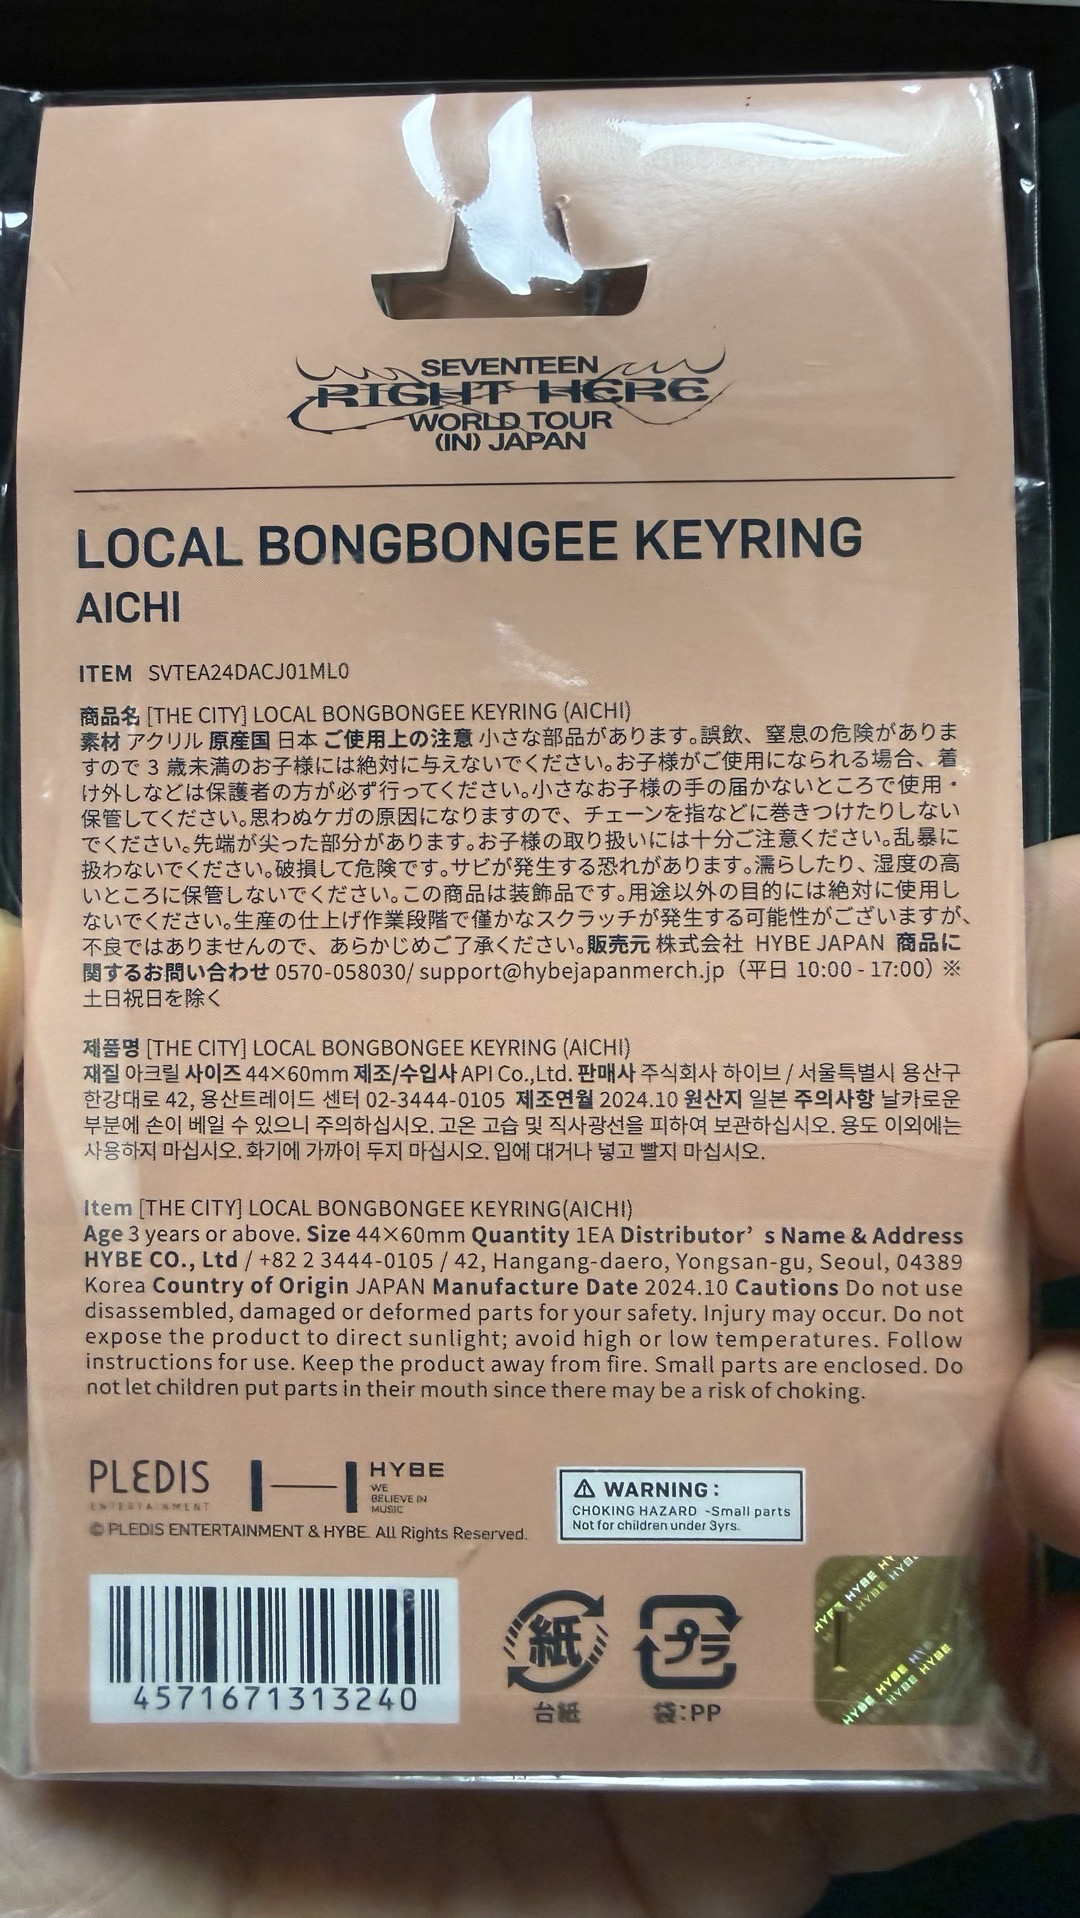 SEVENTEEN
RIGHT HERE
WORLD TOUR
(IN) JAPAN
LOCAL BONGBONGEE KEYRING
AICHI
ITEM SVTEA24DACJ01ML0
商品名 [THE CITY] LOCAL BONGBONGEE KEYRING (AICHI)
素材 アクリル 原産国 日本 ご使用上の注意 小さな部品があります。誤飲、窒息の危険がありま
すので 3 歳未満のお子様には絶対に与えないでください。お子様がご使用になられる場合、着
け外しなどは保護者の方が必ず行ってください。小さなお子様の手の届かないところで使用・
保管してください。思わぬケガの原因になりますので、チェーンを指などに巻きつけたりしない
でください。先端が尖った部分があります。お子様の取り扱いには十分ご注意ください。乱暴に
扱わないでください。破損して危険です。サビが発生する恐れがあります。濡らしたり、湿度の高
いところに保管しないでください。この商品は装飾品です。用途以外の目的には絶対に使用し
ないでください。生産の仕上げ作業段階で僅かなスクラッチが発生する可能性がございますが、
不良ではありませんので、あらかじめご了承ください。販売元 株式会社 HYBE JAPAN 商品に
関するお問い合わせ 0570-058030/ support@hybejapanmerch.jp（平日 10:00 - 17:00）※
土日祝日を除く
제품명 [THE CITY] LOCAL BONGBONGEE KEYRING (AICHI)
재질 아크릴 사이즈 44×60mm 제조/수입사 API Co.,Ltd. 판매사 주식회사 하이브 / 서울특별시 용산구
한강대로 42, 용산트레이드 센터 02-3444-0105 제조연월 2024.10 원산지 일본 주의사항 날카로운
부분에 손이 베일 수 있으니 주의하십시오. 고온 고습 및 직사광선을 피하여 보관하십시오. 용도 이외에는
사용하지 마십시오. 화기에 가까이 두지 마십시오. 입에 대거나 넣고 빨지 마십시오.
Item [THE CITY] LOCAL BONGBONGEE KEYRING(AICHI)
Age 3 years or above. Size 44×60mm Quantity 1EA Distributor’ s Name & Address
HYBE CO., Ltd / +82 2 3444-0105 / 42, Hangang-daero, Yongsan-gu, Seoul, 04389
Korea Country of Origin JAPAN Manufacture Date 2024.10 Cautions Do not use
disassembled, damaged or deformed parts for your safety. Injury may occur. Do not
expose the product to direct sunlight; avoid high or low temperatures. Follow
instructions for use. Keep the product away from fire. Small parts are enclosed. Do
not let children put parts in their mouth since there may be a risk of choking.
PLEDIS
ENTERTAINMENT
HYBE
WE
BELIEVE IN
MUSIC
© PLEDIS ENTERTAINMENT & HYBE. All Rights Reserved.
⚠ WARNING :
CHOKING HAZARD -Small parts
Not for children under 3yrs.
4571671313240
紙
台紙
プラ
袋：PP
HYBE HYBE
HYBE HYBE
HYBE HYBE HYBE
HYBE HYBE